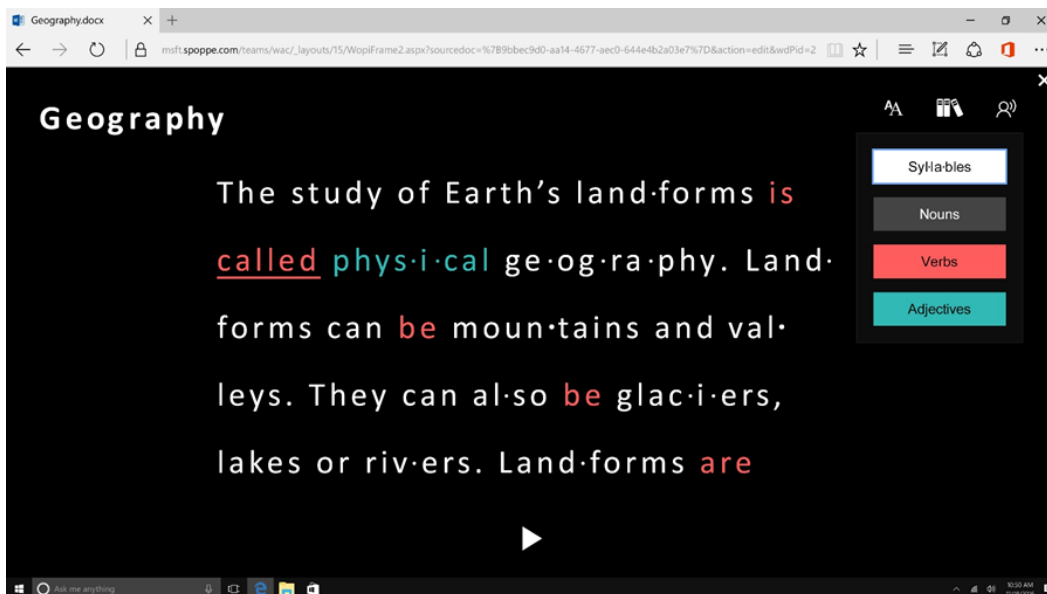 Geography.docx
msft.spoppe.com/teams/wac/_layouts/15/WopiFrame2.aspx?sourcedoc=%7B9bbec9d0-aa14-4677-aec0-644e4b2a03e7%7D&action=edit&wdPid=2
Geography
The study of Earth's land·forms is
called phys·i·cal ge·og·ra·phy. Land·
forms can be moun·tains and val·
leys. They can al·so be glac·i·ers,
lakes or riv·ers. Land·forms are
AA
Syl·la·bles
Nouns
Verbs
Adjectives
Ask me anything
10:50 AM